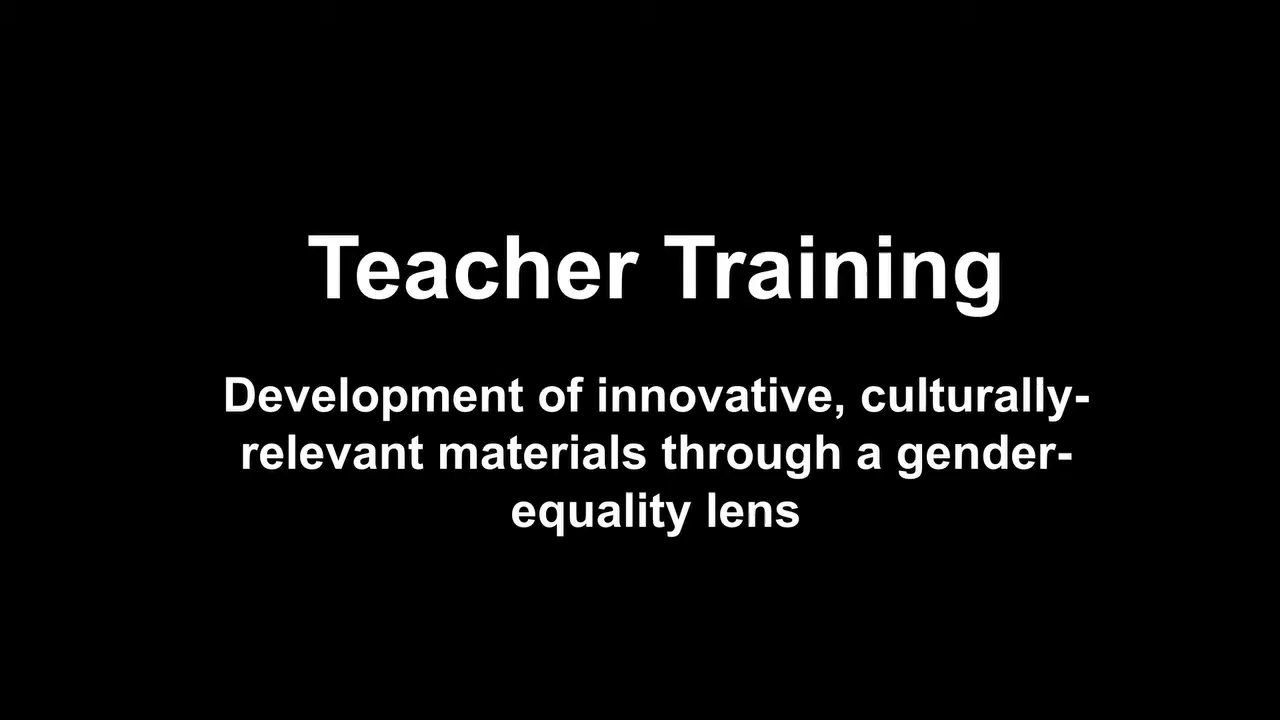 Teacher Training
Development of innovative, culturally-
relevant materials through a gender-
equality lens